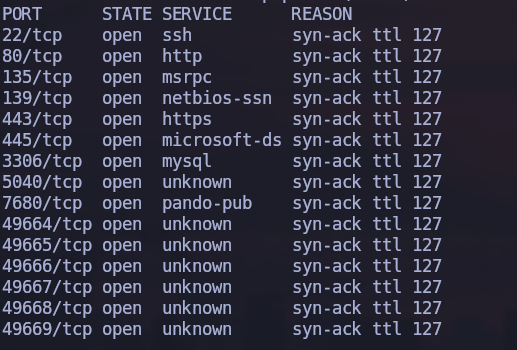 PORT STATE SERVICE REASON
22/tcp open ssh syn-ack ttl 127
80/tcp open http syn-ack ttl 127
135/tcp open msrpc syn-ack ttl 127
139/tcp open netbios-ssn syn-ack ttl 127
443/tcp open https syn-ack ttl 127
445/tcp open microsoft-ds syn-ack ttl 127
3306/tcp open mysql syn-ack ttl 127
5040/tcp open unknown syn-ack ttl 127
7680/tcp open pando-pub syn-ack ttl 127
49664/tcp open unknown syn-ack ttl 127
49665/tcp open unknown syn-ack ttl 127
49666/tcp open unknown syn-ack ttl 127
49667/tcp open unknown syn-ack ttl 127
49668/tcp open unknown syn-ack ttl 127
49669/tcp open unknown syn-ack ttl 127